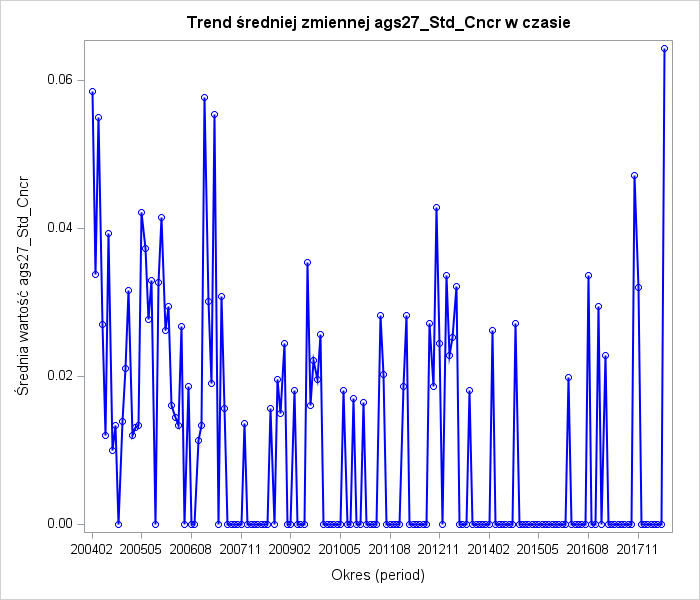 Trend średniej zmiennej ags27_Std_Cncr w czasie
Średnia wartość ags27_Std_Cncr
0.06
0.04
0.02
0.00
200402 200505 200608 200711 200902 201005 201108 201211 201402 201505 201608 201711
Okres (period)